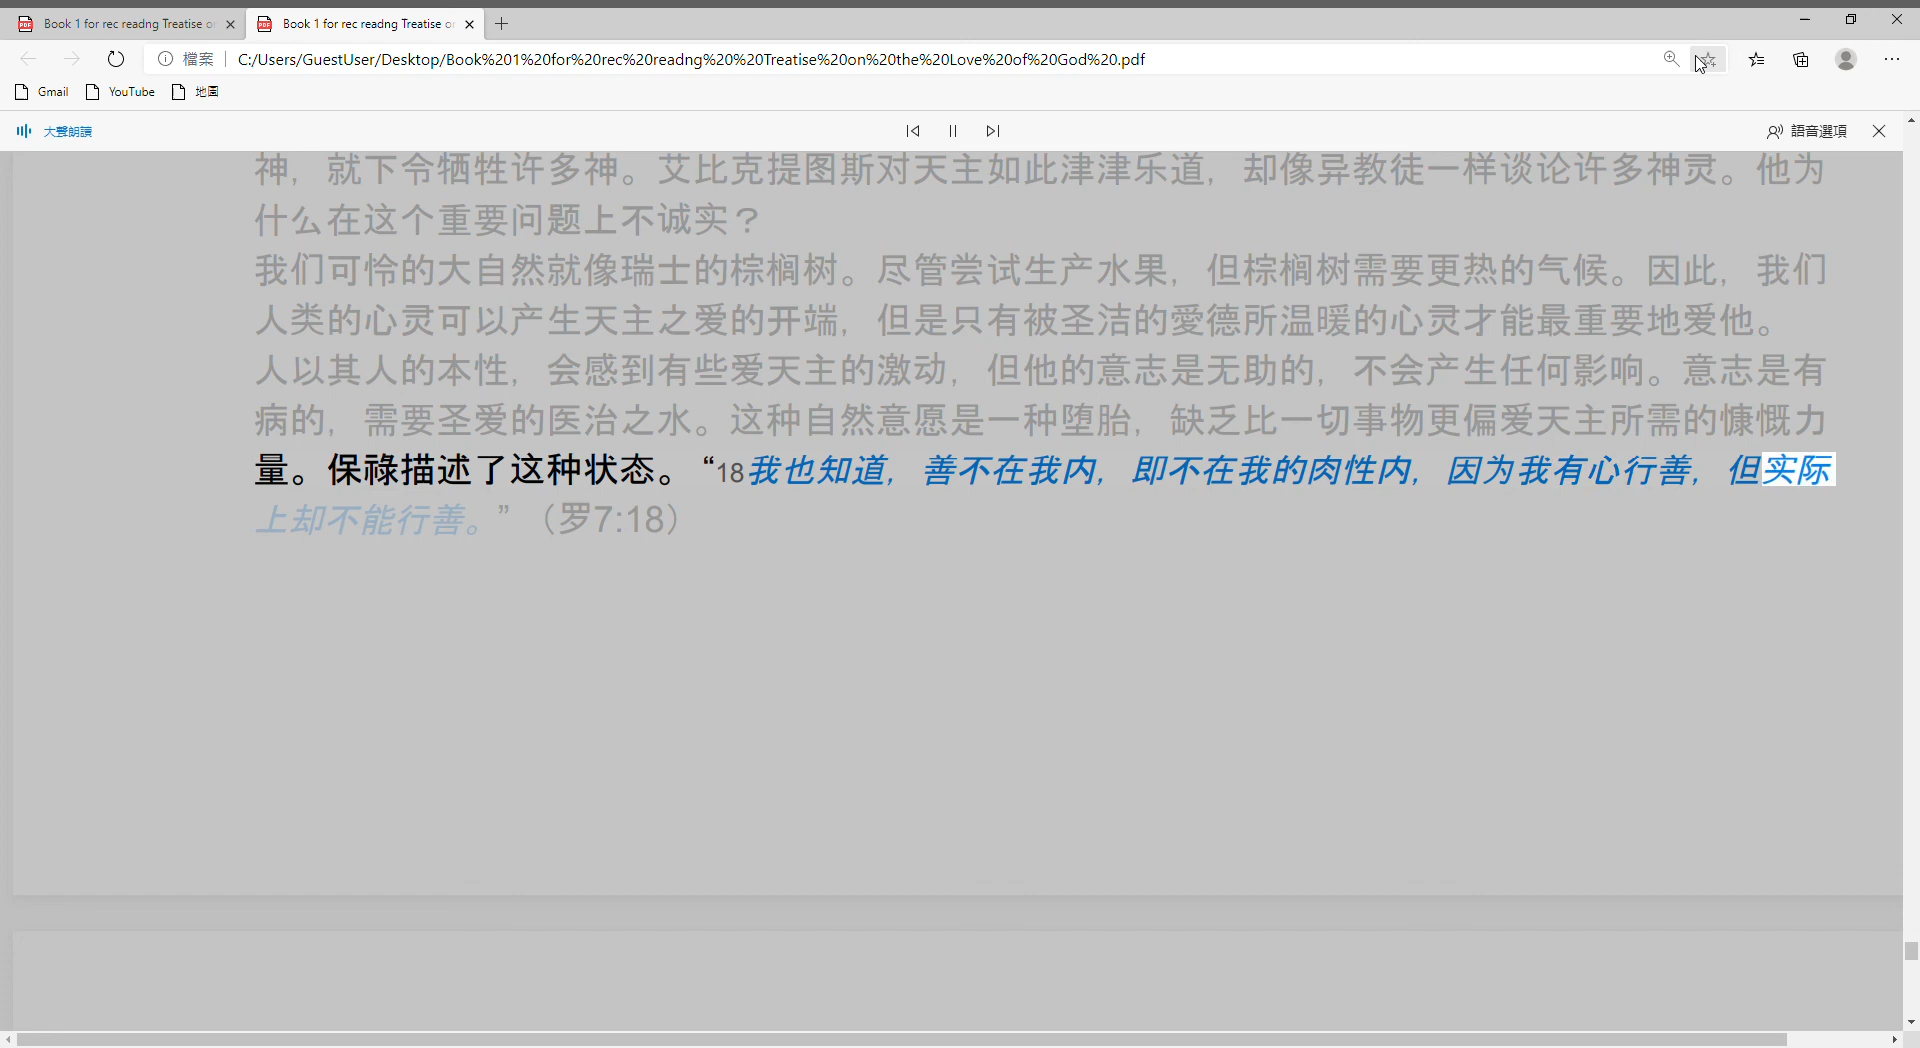 Book 1 for rec readng Treatise or
Book 1 for rec readng Treatise or
檔案
C:/Users/GuestUser/Desktop/Book%201%20for%20rec%20readng%20%20Treatise%20on%20the%20Love%20of%20God%20.pdf
Gmail
YouTube
地圖
大聲朗讀
語音選項
神，就下令牺牲许多神。艾比克提图斯对天主如此津津乐道，却像异教徒一样谈论许多神灵。他为
什么在这个重要问题上不诚实？
我们可怜的大自然就像瑞士的棕榈树。尽管尝试生产水果，但棕榈树需要更热的气候。因此，我们
人类的心灵可以产生天主之爱的开端，但是只有被圣洁的愛德所温暖的心灵才能最重要地爱他。
人以其人的本性，会感到有些爱天主的激动，但他的意志是无助的，不会产生任何影响。意志是有
病的，需要圣爱的医治之水。这种自然意愿是一种堕胎，缺乏比一切事物更偏爱天主所需的慷慨力
量。保祿描述了这种状态。“18我也知道，善不在我内，即不在我的肉性内，因为我有心行善，但实际
上却不能行善。”（罗7:18）